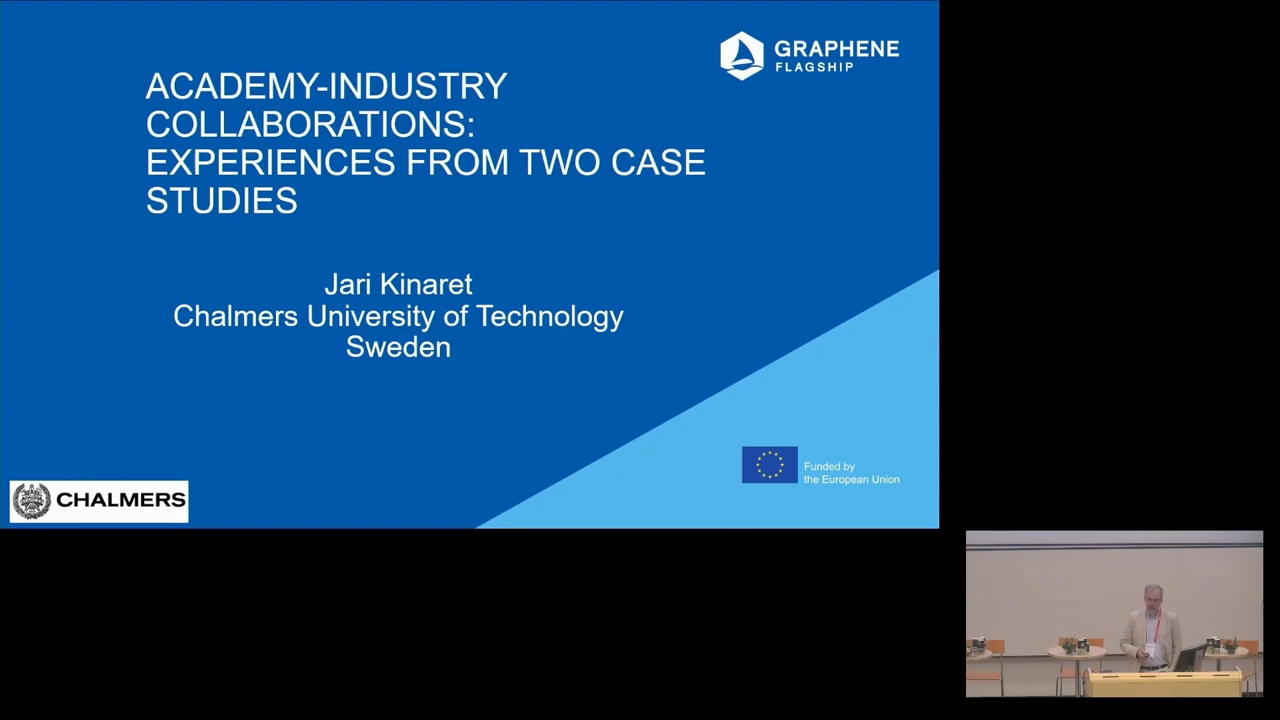 GRAPHENE
FLAGSHIP
ACADEMY-INDUSTRY
COLLABORATIONS:
EXPERIENCES FROM TWO CASE
STUDIES
Jari Kinaret
Chalmers University of Technology
Sweden
Funded by
the European Union
CHALMERS